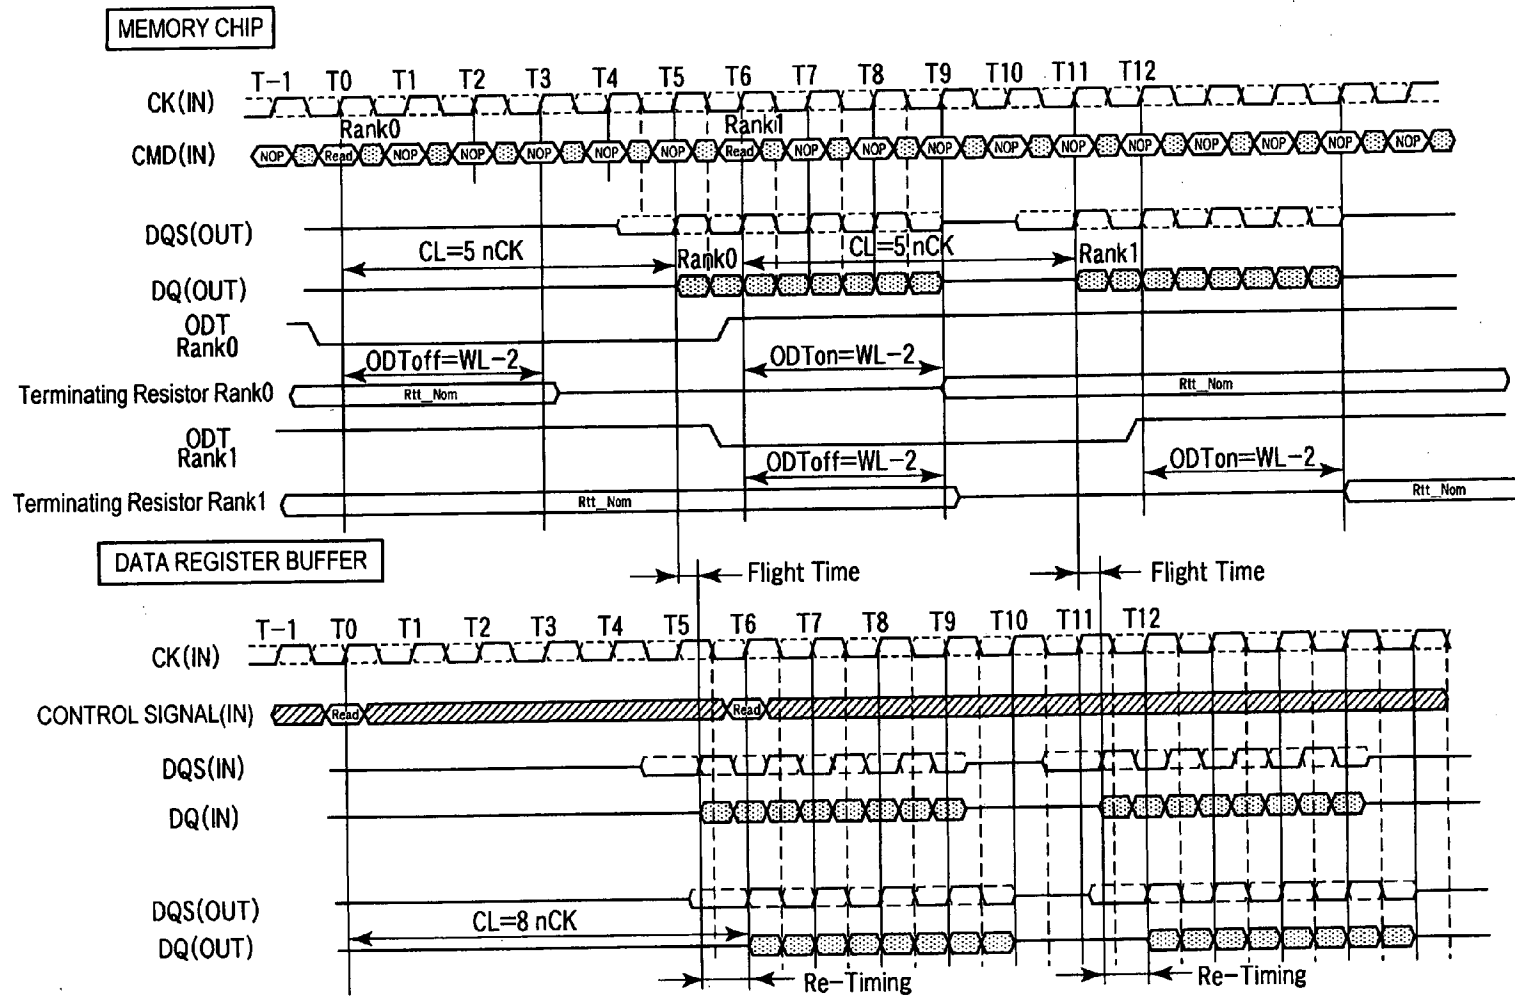 MEMORY CHIP
T-1 T0 T1 T2 T3 T4 T5 T6 T7 T8 T9 T10 T11 T12
CK(IN)
Rank0 Rank1
CMD(IN) NOP Read NOP NOP NOP NOP NOP Read NOP NOP NOP NOP NOP NOP NOP NOP NOP NOP
DQS(OUT)
CL=5 nCK Rank0 CL=5 nCK Rank1
DQ(OUT)
ODT
Rank0
ODToff=WL-2 ODTon=WL-2
Terminating Resistor Rank0 Rtt_Nom Rtt_Nom
ODT
Rank1
ODToff=WL-2 ODTon=WL-2
Terminating Resistor Rank1 Rtt_Nom Rtt_Nom
DATA REGISTER BUFFER
Flight Time Flight Time
T-1 T0 T1 T2 T3 T4 T5 T6 T7 T8 T9 T10 T11 T12
CK(IN)
CONTROL SIGNAL(IN) Read Read
DQS(IN)
DQ(IN)
DQS(OUT)
CL=8 nCK
DQ(OUT)
Re-Timing Re-Timing